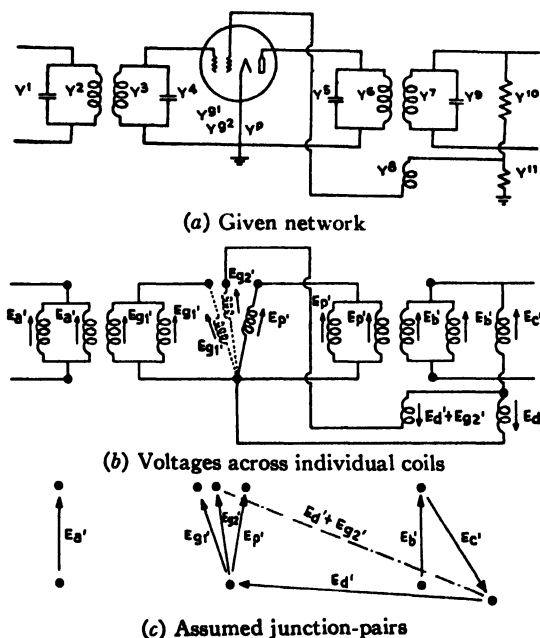 Y1 Y2 Y3 Y4 Y5 Y6 Y7 Y9 Y10
Yg1
Yg2 Yp Y8 Y11
(a) Given network
Ea' Ea' Eg1' Eg1' Eg1' Eg2' Ep' Ep' Ep' Eb' Eb' Ec'
Ed'+Eg2' Ed'
(b) Voltages across individual coils
Ea' Eg1' Eg2' Ep' Ed'+Eg2' Eb' Ec'
Ed'
(c) Assumed junction-pairs